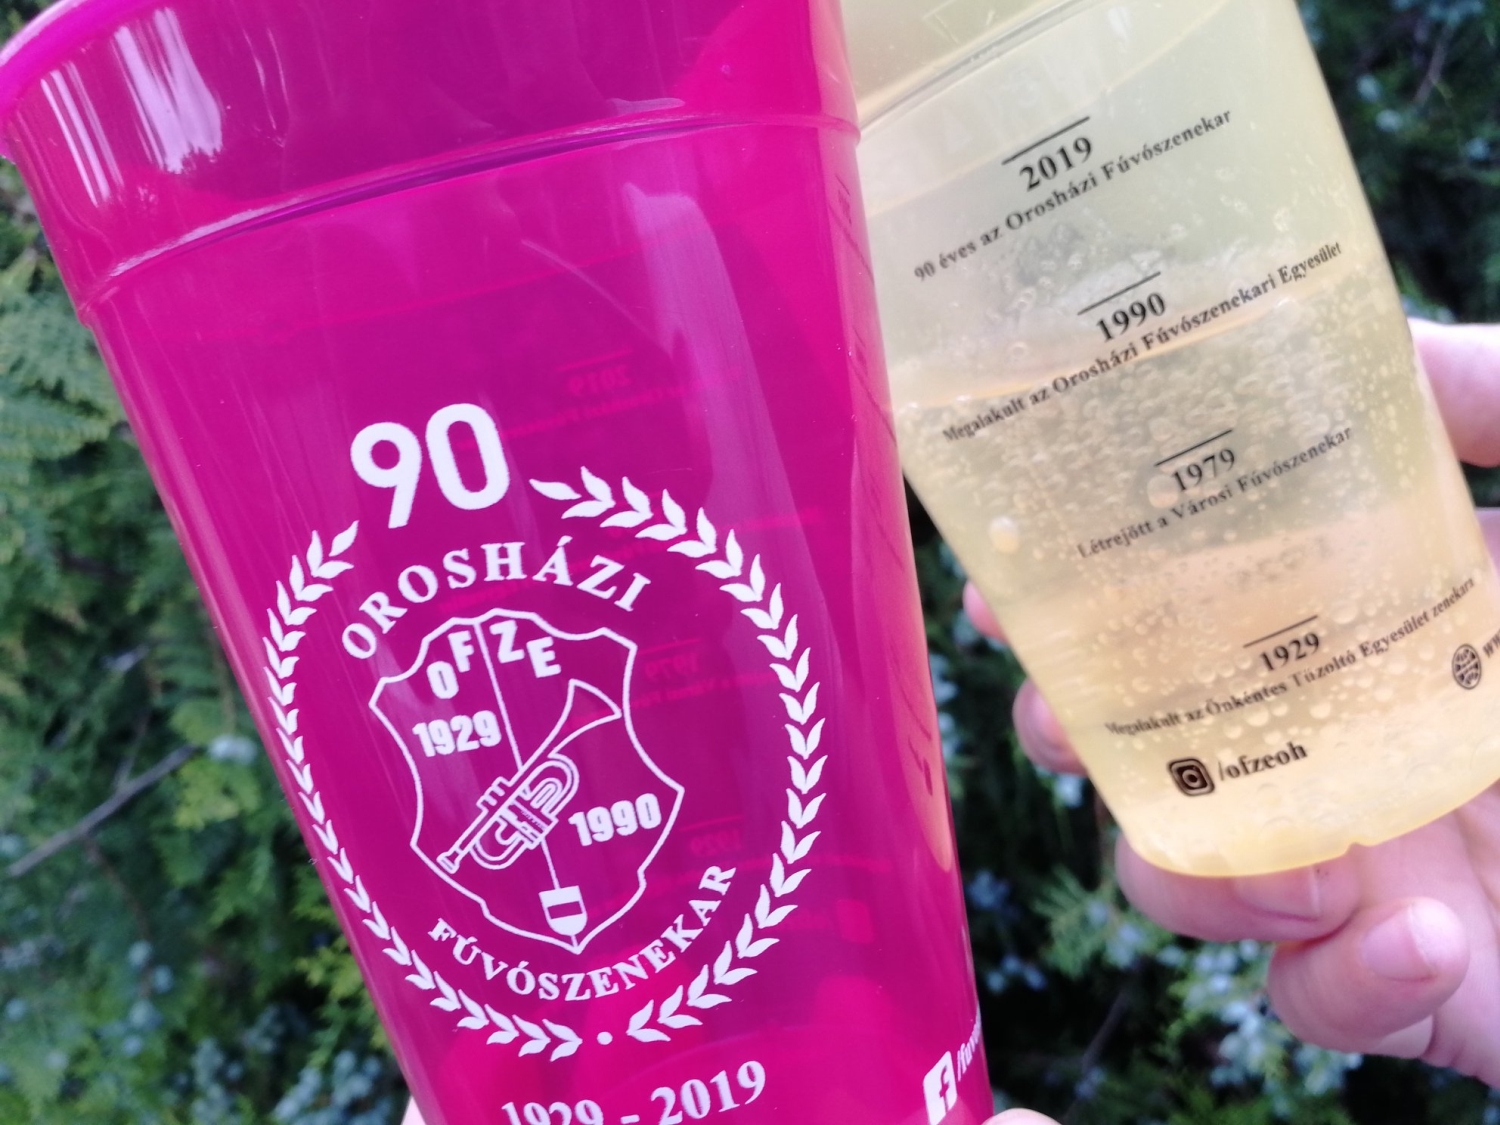 90
OROSHÁZI
OFZE
1929
1990
FÚVÓSZENEKAR
1929 - 2019
2019
90 éves az Orosházi Fúvószenekar
1990
Megalakult az Orosházi Fúvószenekari Egyesület
1979
Létrejött a Városi Fúvószenekar
1929
Megalakult az Önkéntes Tűzoltó Egyesület zenekara
/ofzeoh